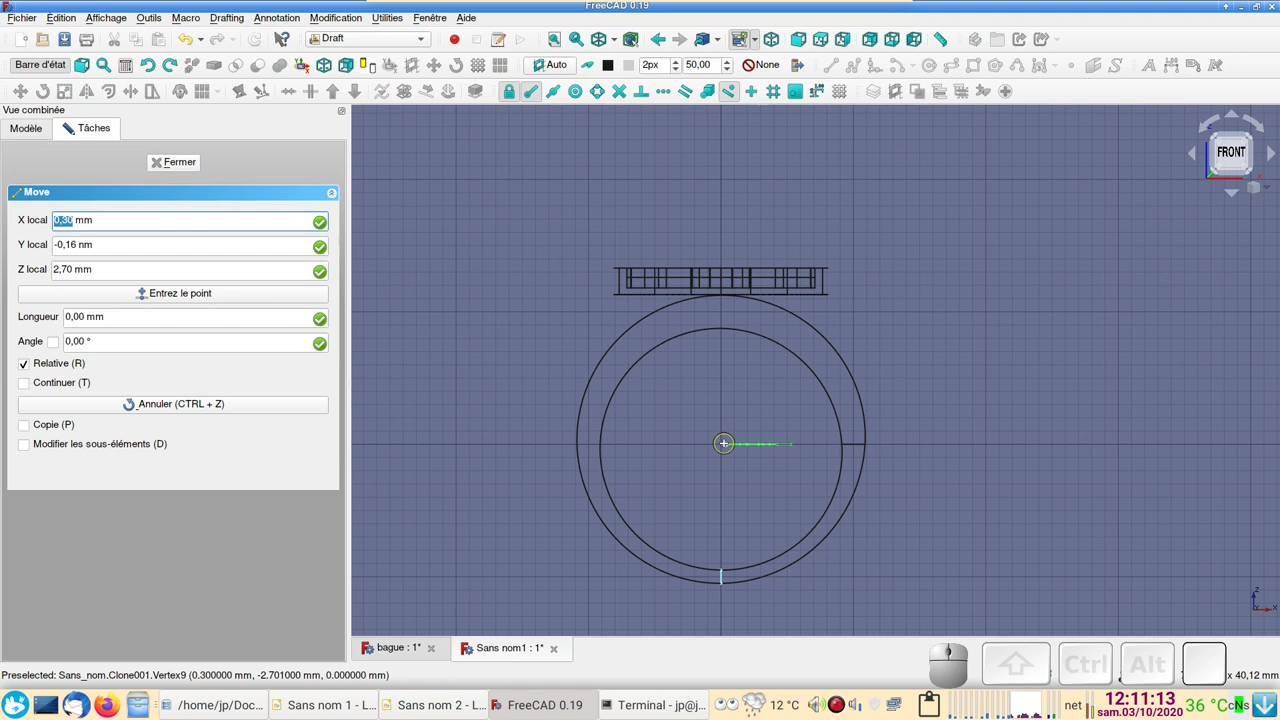 FreeCAD 0.19
Fichier Édition Affichage Outils Macro Drafting Annotation Modification Utilities Fenêtre Aide
Draft
Barre d'état Auto 2px 50,00 None
Vue combinée
Modèle Tâches
Fermer
Move
X local 0,30 mm
Y local -0,16 nm
Z local 2,70 mm
Entrez le point
Longueur 0,00 mm
Angle 0,00 °
Relative (R)
Continuer (T)
Annuler (CTRL + Z)
Copie (P)
Modifier les sous-éléments (D)
FRONT
z
x
bague : 1* Sans nom1 : 1*
Ctrl Alt
Preselected: Sans_nom.Clone001.Vertex9 (0.300000 mm, -2.701000 mm, 0.000000 mm)
x 40,12 mm
/home/jp/Doc... Sans nom 1 - L... Sans nom 2 - L... FreeCAD 0.19 Terminal - jp@j...
12 °C
net
12:11:13
sam.03/10/2020
36 °C